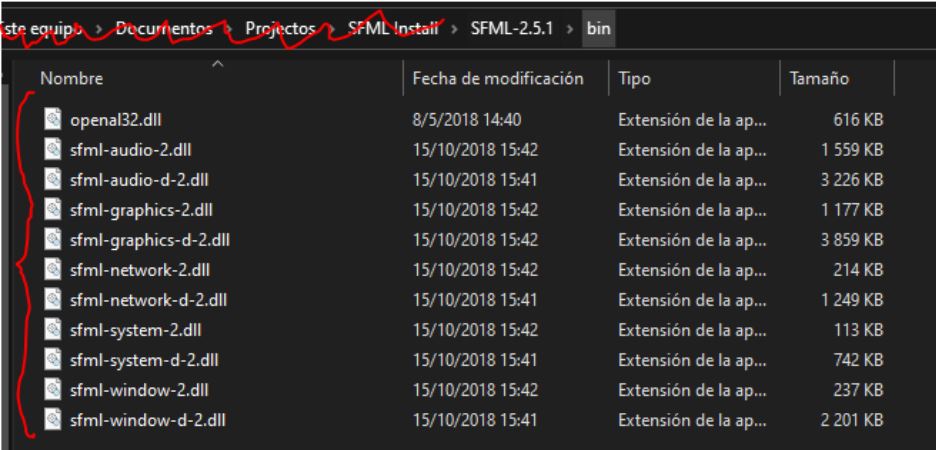 Este equipo > Documentos > Projectos > SFML Install > SFML-2.5.1 > bin
Nombre Fecha de modificación Tipo Tamaño
openal32.dll 8/5/2018 14:40 Extensión de la ap... 616 KB
sfml-audio-2.dll 15/10/2018 15:42 Extensión de la ap... 1 559 KB
sfml-audio-d-2.dll 15/10/2018 15:41 Extensión de la ap... 3 226 KB
sfml-graphics-2.dll 15/10/2018 15:42 Extensión de la ap... 1 177 KB
sfml-graphics-d-2.dll 15/10/2018 15:41 Extensión de la ap... 3 859 KB
sfml-network-2.dll 15/10/2018 15:42 Extensión de la ap... 214 KB
sfml-network-d-2.dll 15/10/2018 15:41 Extensión de la ap... 1 249 KB
sfml-system-2.dll 15/10/2018 15:42 Extensión de la ap... 113 KB
sfml-system-d-2.dll 15/10/2018 15:41 Extensión de la ap... 742 KB
sfml-window-2.dll 15/10/2018 15:42 Extensión de la ap... 237 KB
sfml-window-d-2.dll 15/10/2018 15:41 Extensión de la ap... 2 201 KB